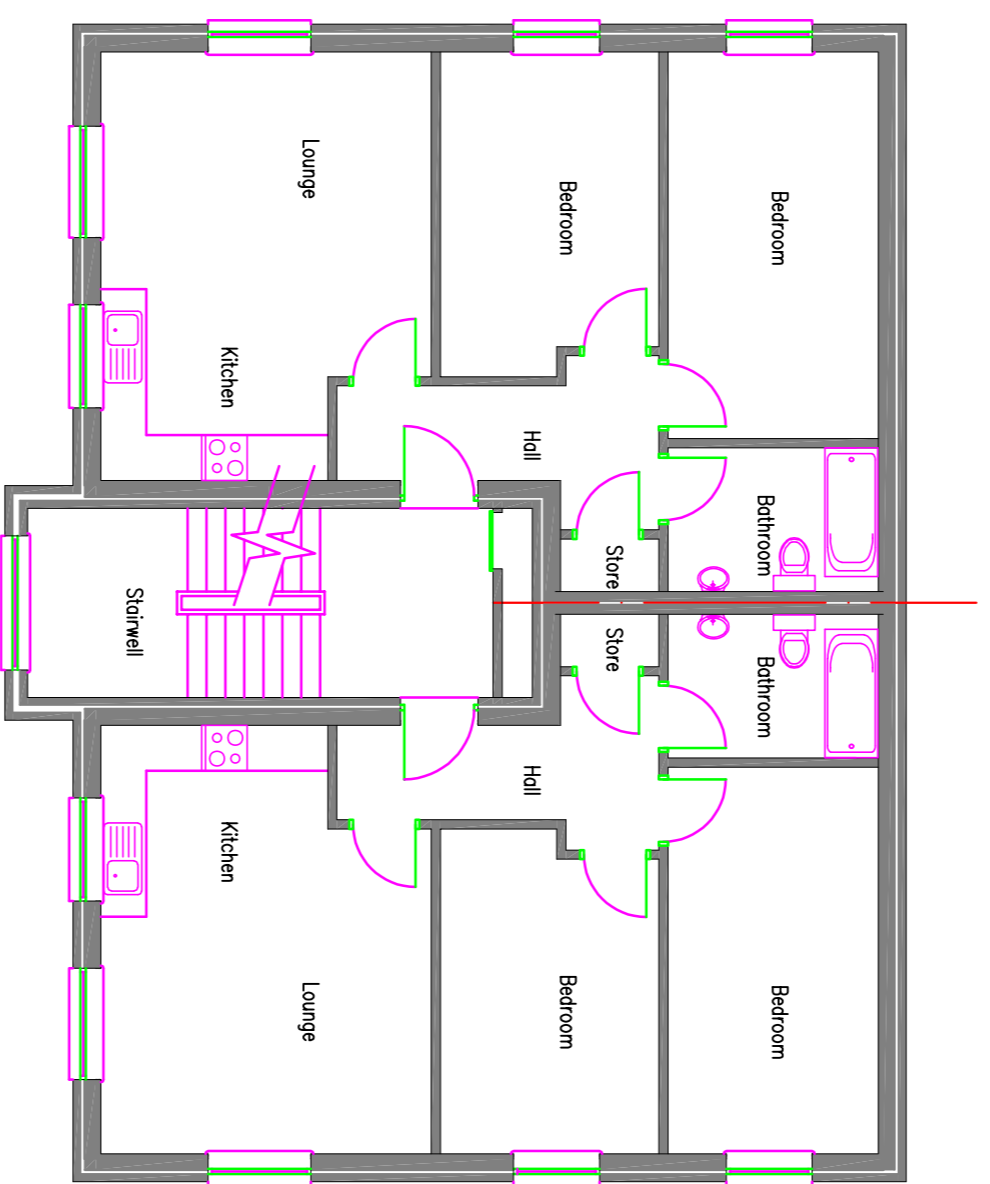 Lounge
Bedroom
Bedroom
Kitchen
Hall
Bathroom
Store
Stairwell
Store
Bathroom
Hall
Kitchen
Lounge
Bedroom
Bedroom